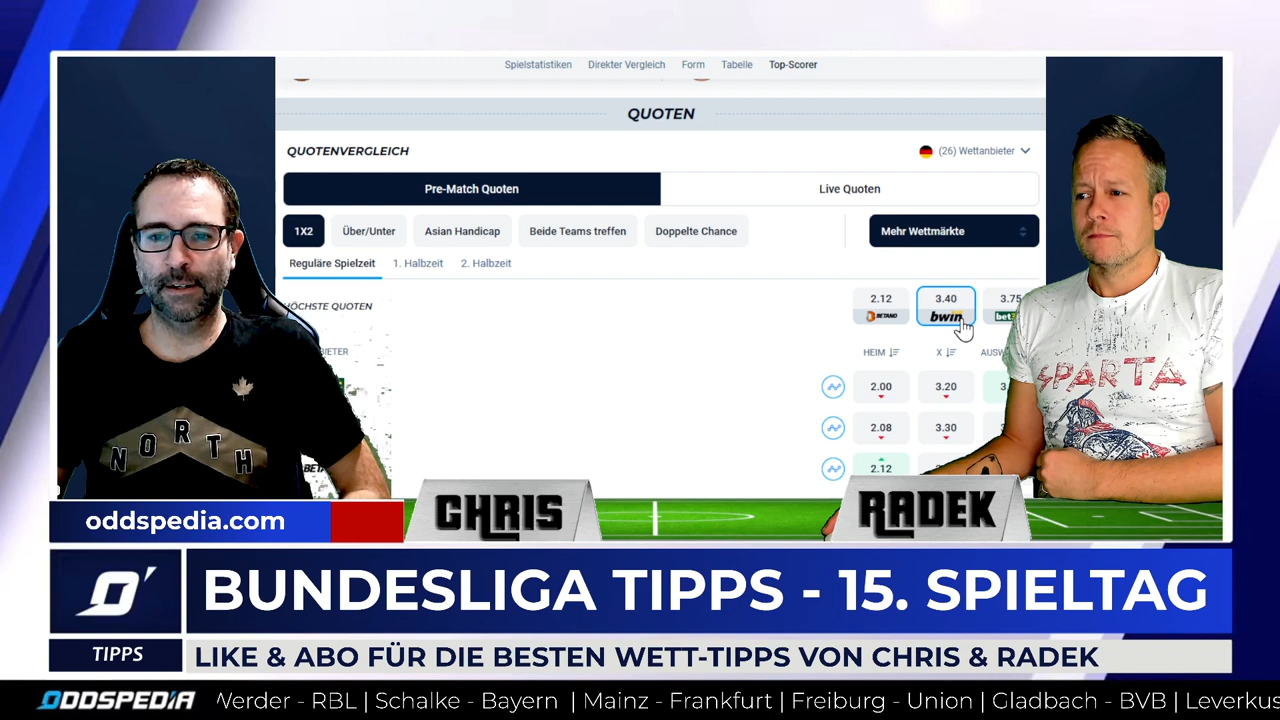 Spielstatistiken Direkter Vergleich Form Tabelle Top-Scorer
QUOTEN
QUOTENVERGLEICH
(26) Wettanbieter
Pre-Match Quoten Live Quoten
1X2 Über/Unter Asian Handicap Beide Teams treffen Doppelte Chance Mehr Wettmärkte
Reguläre Spielzeit 1. Halbzeit 2. Halbzeit
HÖCHSTE QUOTEN
2.12 3.40 3.75
BETANO bwin
HEIM X
2.00 3.20
2.08 3.30
2.12
NORTH
SPARTA
CHRIS
RADEK
oddspedia.com
BUNDESLIGA TIPPS - 15. SPIELTAG
TIPPS
LIKE & ABO FÜR DIE BESTEN WETT-TIPPS VON CHRIS & RADEK
ODDSPEDIA Werder - RBL | Schalke - Bayern | Mainz - Frankfurt | Freiburg - Union | Gladbach - BVB |